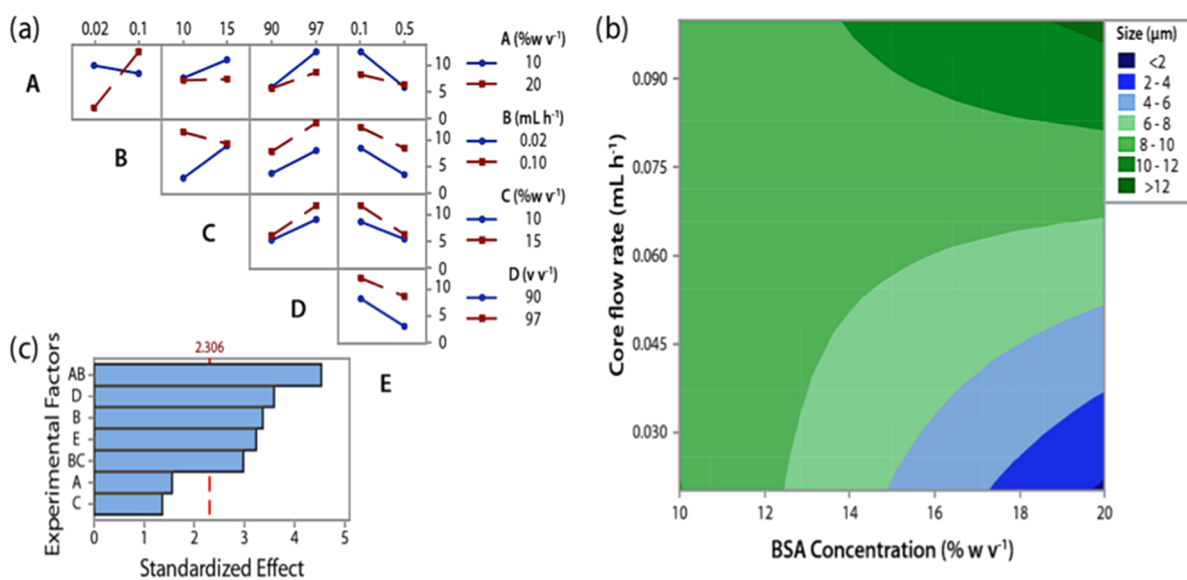 (a)
0.02 0.1 10 15 90 97 0.1 0.5
A
10
5
0
A (%w v⁻¹)
10
20
B
10
5
0
B (mL h⁻¹)
0.02
0.10
C
10
5
0
C (%w v⁻¹)
10
15
D
10
5
0
D (v v⁻¹)
90
97
E
(b)
Core flow rate (mL h⁻¹)
0.090
0.075
0.060
0.045
0.030
10 12 14 16 18 20
BSA Concentration (% w v⁻¹)
Size (µm)
<2
2 - 4
4 - 6
6 - 8
8 - 10
10 - 12
>12
(c)
2.306
Experimental Factors
AB
D
B
E
BC
A
C
0 1 2 3 4 5
Standardized Effect